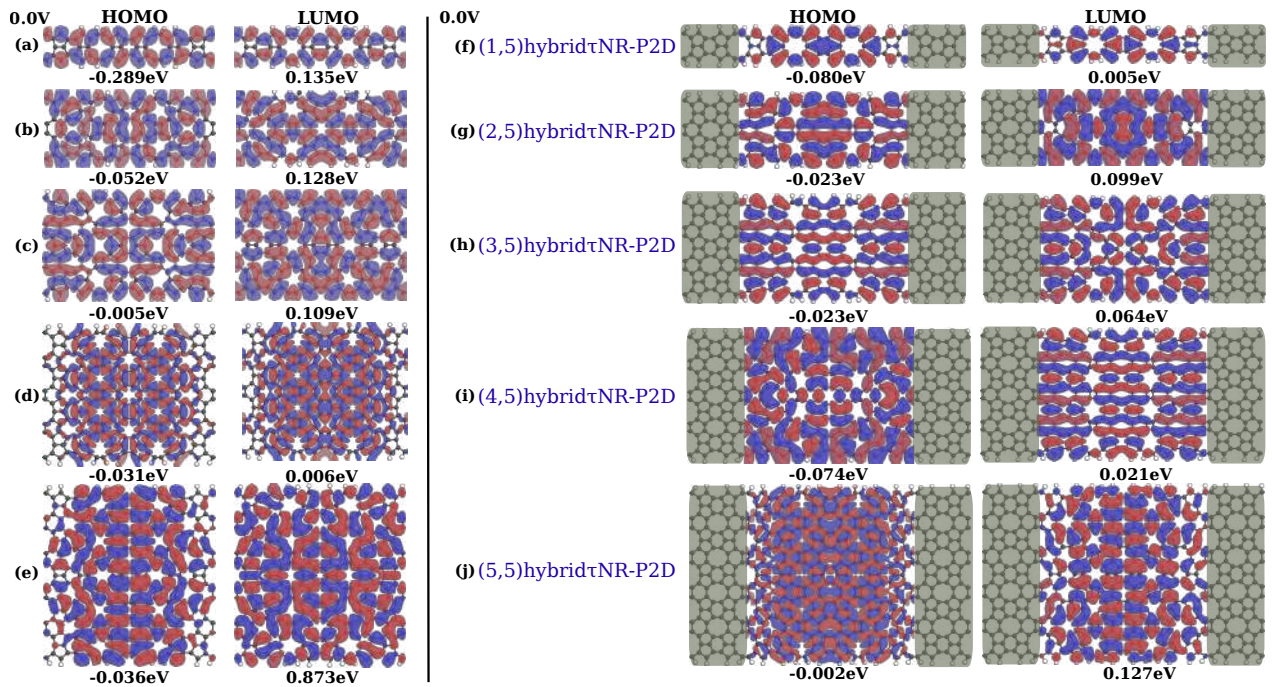 0.0V HOMO LUMO
(a)
-0.289eV 0.135eV
(b)
-0.052eV 0.128eV
(c)
-0.005eV 0.109eV
(d)
-0.031eV 0.006eV
(e)
-0.036eV 0.873eV
0.0V HOMO LUMO
(f) (1,5)hybridτNR-P2D
-0.080eV 0.005eV
(g) (2,5)hybridτNR-P2D
-0.023eV 0.099eV
(h) (3,5)hybridτNR-P2D
-0.023eV 0.064eV
(i) (4,5)hybridτNR-P2D
-0.074eV 0.021eV
(j) (5,5)hybridτNR-P2D
-0.002eV 0.127eV